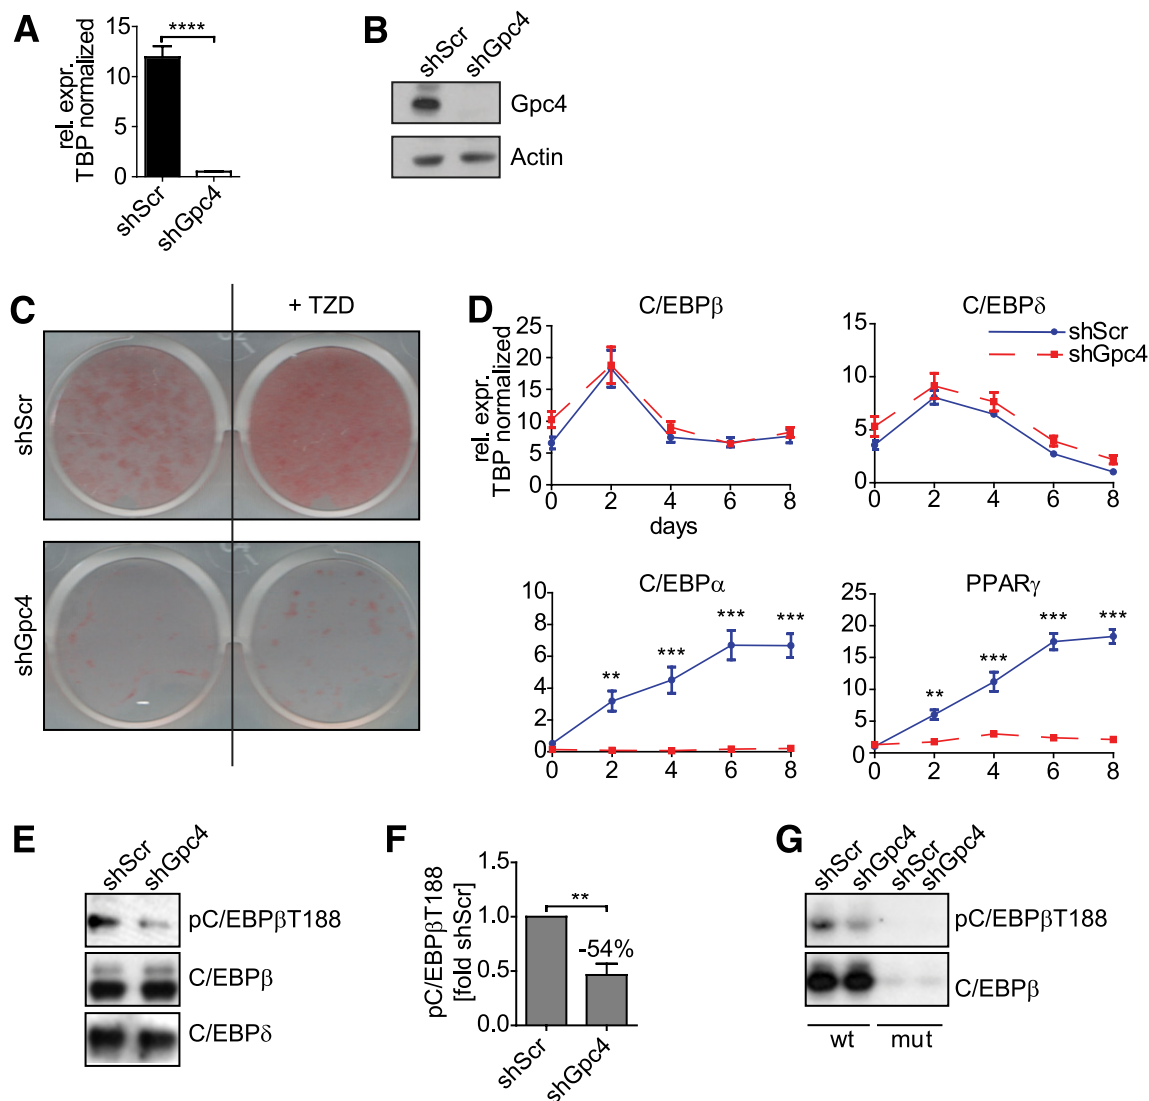 A
rel. expr.
TBP normalized
15
10
5
0
****
shScr
shGpc4
B
shScr
shGpc4
Gpc4
Actin
C
+ TZD
shScr
shGpc4
D
C/EBPβ
rel. expr.
TBP normalized
25
20
15
10
5
0
0 2 4 6 8
days
C/EBPδ
shScr
shGpc4
15
10
5
0
0 2 4 6 8
C/EBPα
10
8
6
4
2
0
** *** *** ***
0 2 4 6 8
PPARγ
25
20
15
10
5
0
** *** *** ***
0 2 4 6 8
E
shScr
shGpc4
pC/EBPβT188
C/EBPβ
C/EBPδ
F
pC/EBPβT188
[fold shScr]
1.5
1.0
0.5
0.0
**
-54%
shScr
shGpc4
G
shScr
shGpc4
shScr
shGpc4
pC/EBPβT188
C/EBPβ
wt
mut